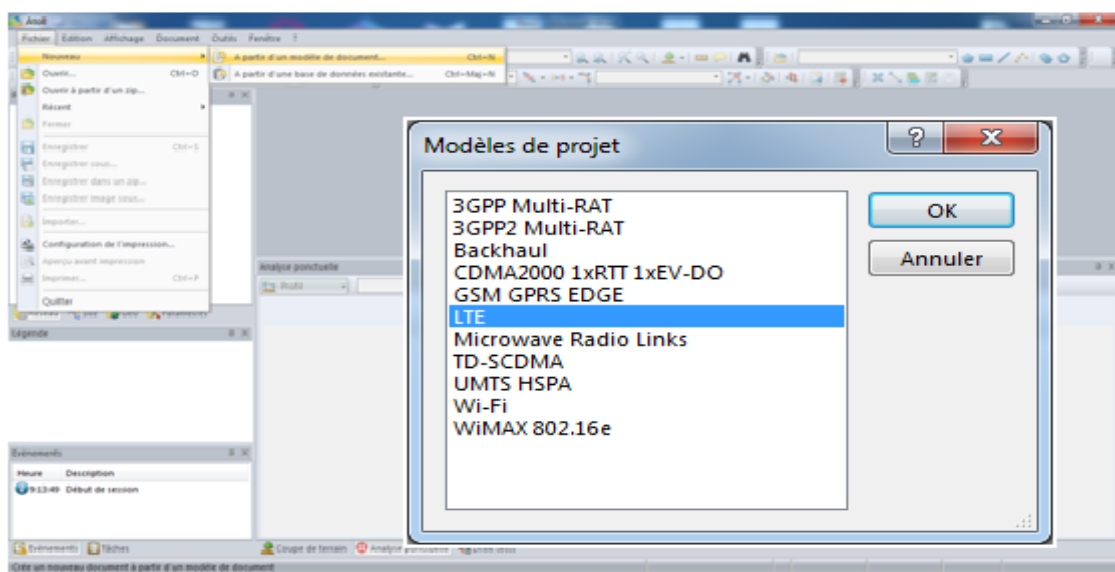 Atoll
Fichier Edition Affichage Document Outils Fenêtre ?
Nouveau
A partir d'un modèle de document... Ctrl+N
Ouvrir... Ctrl+O
A partir d'une base de données existante... Ctrl+Maj+N
Ouvrir à partir d'un zip...
Récent
Fermer
Enregistrer Ctrl+S
Enregistrer sous...
Enregistrer dans un zip...
Enregistrer image sous...
Importer...
Configuration de l'impression...
Aperçu avant impression
Imprimer... Ctrl+P
Quitter
Modèles de projet
3GPP Multi-RAT
3GPP2 Multi-RAT
Backhaul
CDMA2000 1xRTT 1xEV-DO
GSM GPRS EDGE
LTE
Microwave Radio Links
TD-SCDMA
UMTS HSPA
Wi-Fi
WiMAX 802.16e
OK
Annuler
Analyse ponctuelle
Profil
Légende
Evénements
Heure Description
9:13:49 Début de session
Evénements Tâches
Coupe de terrain Analyse ponctuelle
Crée un nouveau document à partir d'un modèle de document